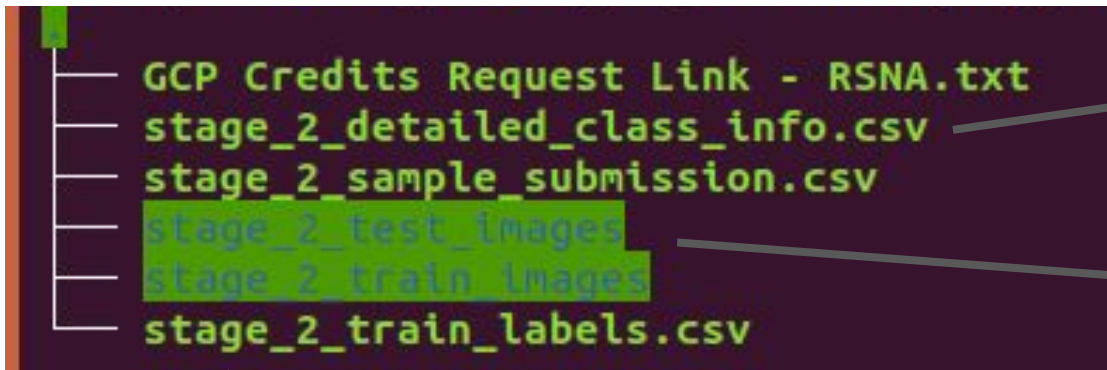 .
GCP Credits Request Link - RSNA.txt
stage_2_detailed_class_info.csv
stage_2_sample_submission.csv
stage_2_test_images
stage_2_train_images
stage_2_train_labels.csv